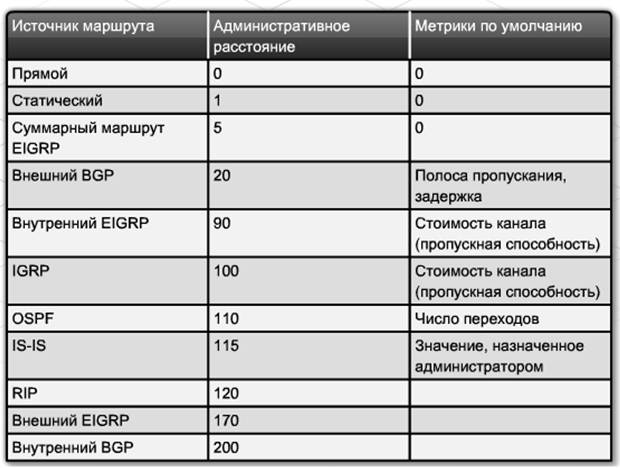 Источник маршрута
Административное
расстояние
Метрики по умолчанию
Прямой
0
0
Статический
1
0
Суммарный маршрут
EIGRP
5
0
Внешний BGP
20
Полоса пропускания,
задержка
Внутренний EIGRP
90
Стоимость канала
(пропускная способность)
IGRP
100
Стоимость канала
(пропускная способность)
OSPF
110
Число переходов
IS-IS
115
Значение, назначенное
администратором
RIP
120
Внешний EIGRP
170
Внутренний BGP
200